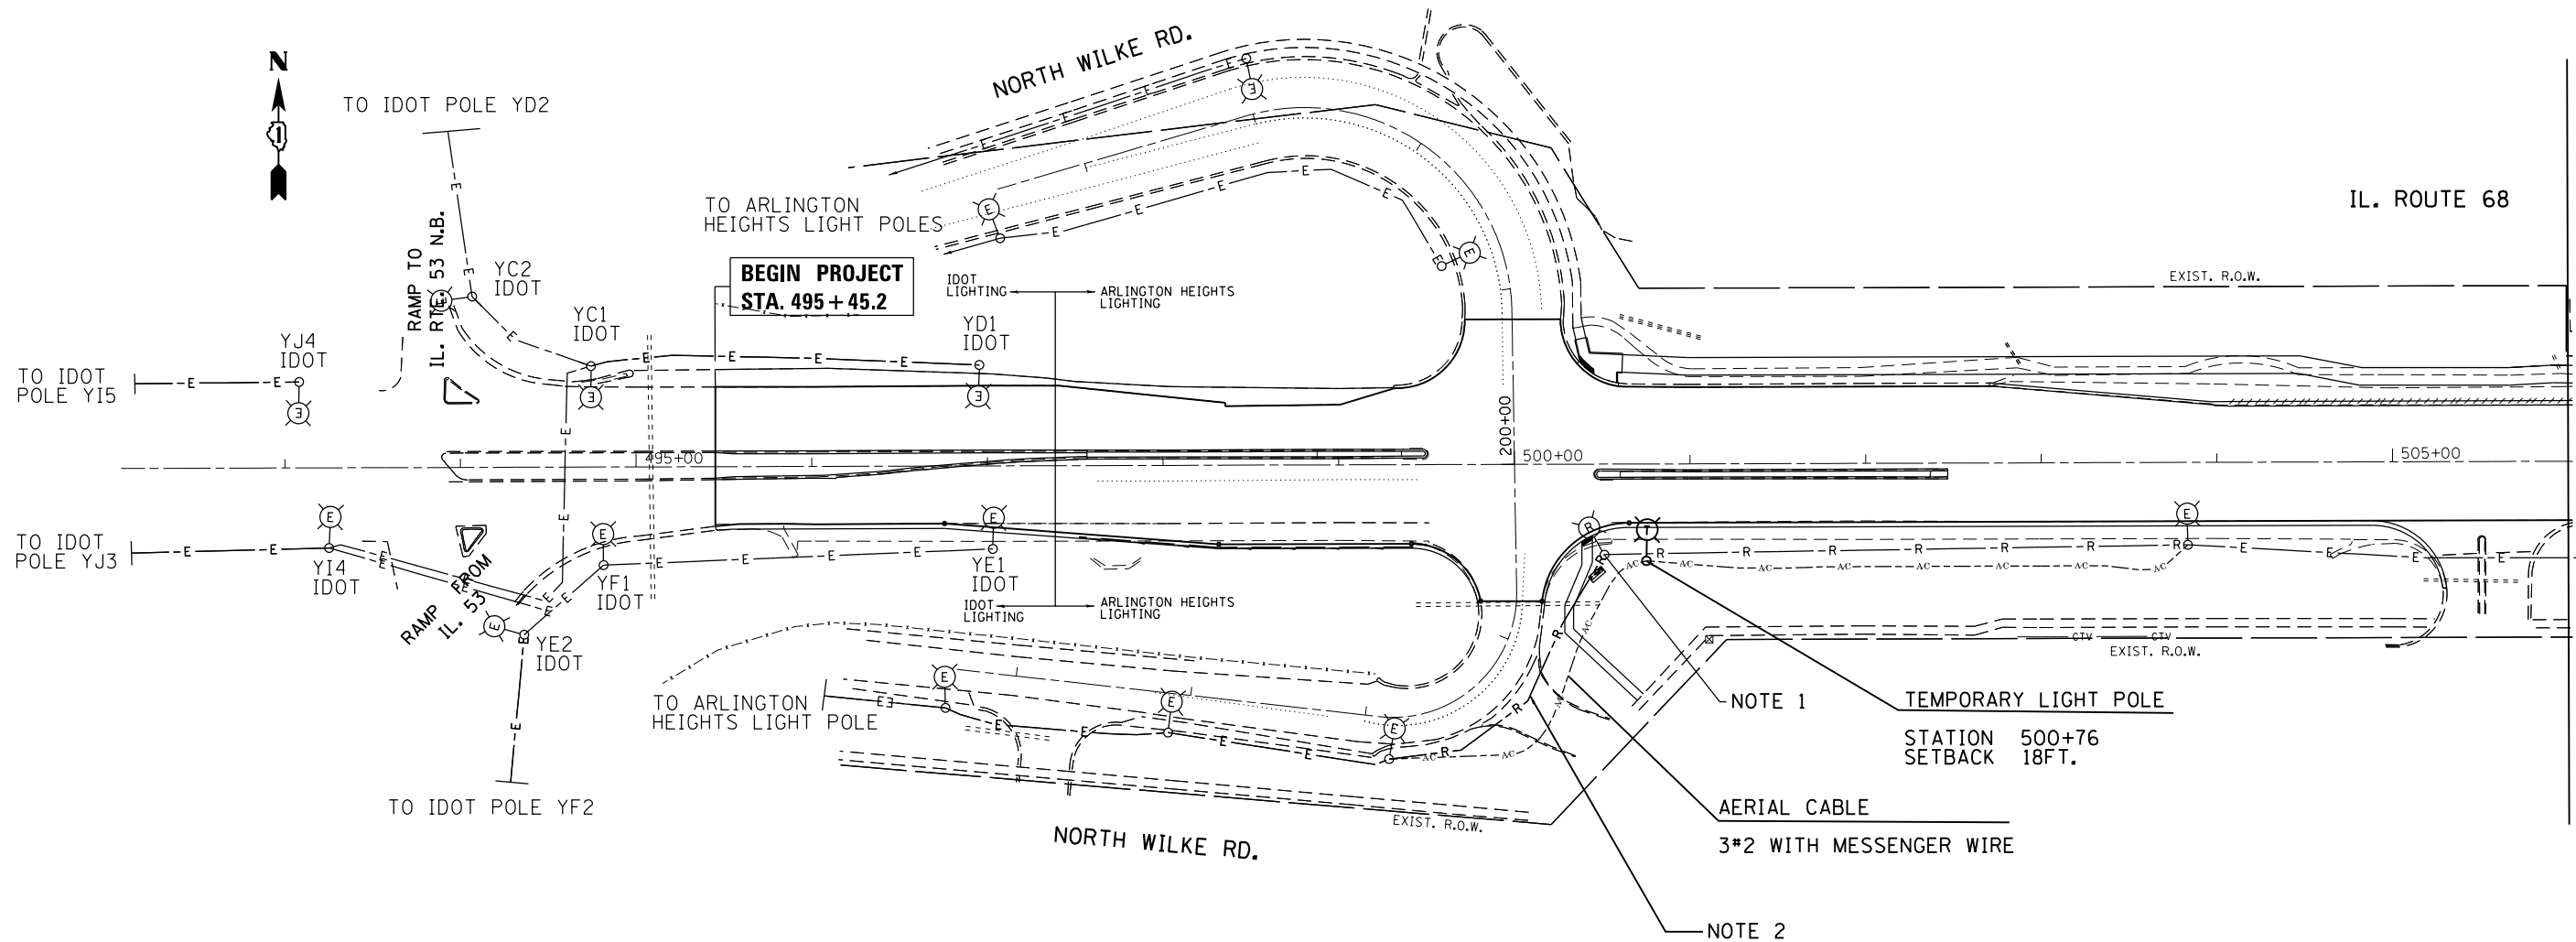 NORTH WILKE RD.
N
1
TO IDOT POLE YD2
IL. ROUTE 68
TO ARLINGTON
HEIGHTS LIGHT POLES
RAMP TO
IL. RTE. 53 N.B.
YC2
IDOT
BEGIN PROJECT
STA. 495+45.2
IDOT
LIGHTING
ARLINGTON HEIGHTS
LIGHTING
EXIST. R.O.W.
YC1
IDOT
YD1
IDOT
YJ4
IDOT
TO IDOT
POLE YI5
495+00
200+00
500+00
505+00
TO IDOT
POLE YJ3
YI4
IDOT
RAMP FROM
IL. 53
YF1
IDOT
YE1
IDOT
IDOT
LIGHTING
ARLINGTON HEIGHTS
LIGHTING
YE2
IDOT
CTV CTV
EXIST. R.O.W.
TO ARLINGTON
HEIGHTS LIGHT POLE
NOTE 1
TEMPORARY LIGHT POLE
STATION 500+76
SETBACK 18FT.
TO IDOT POLE YF2
AERIAL CABLE
3#2 WITH MESSENGER WIRE
EXIST. R.O.W.
NORTH WILKE RD.
NOTE 2